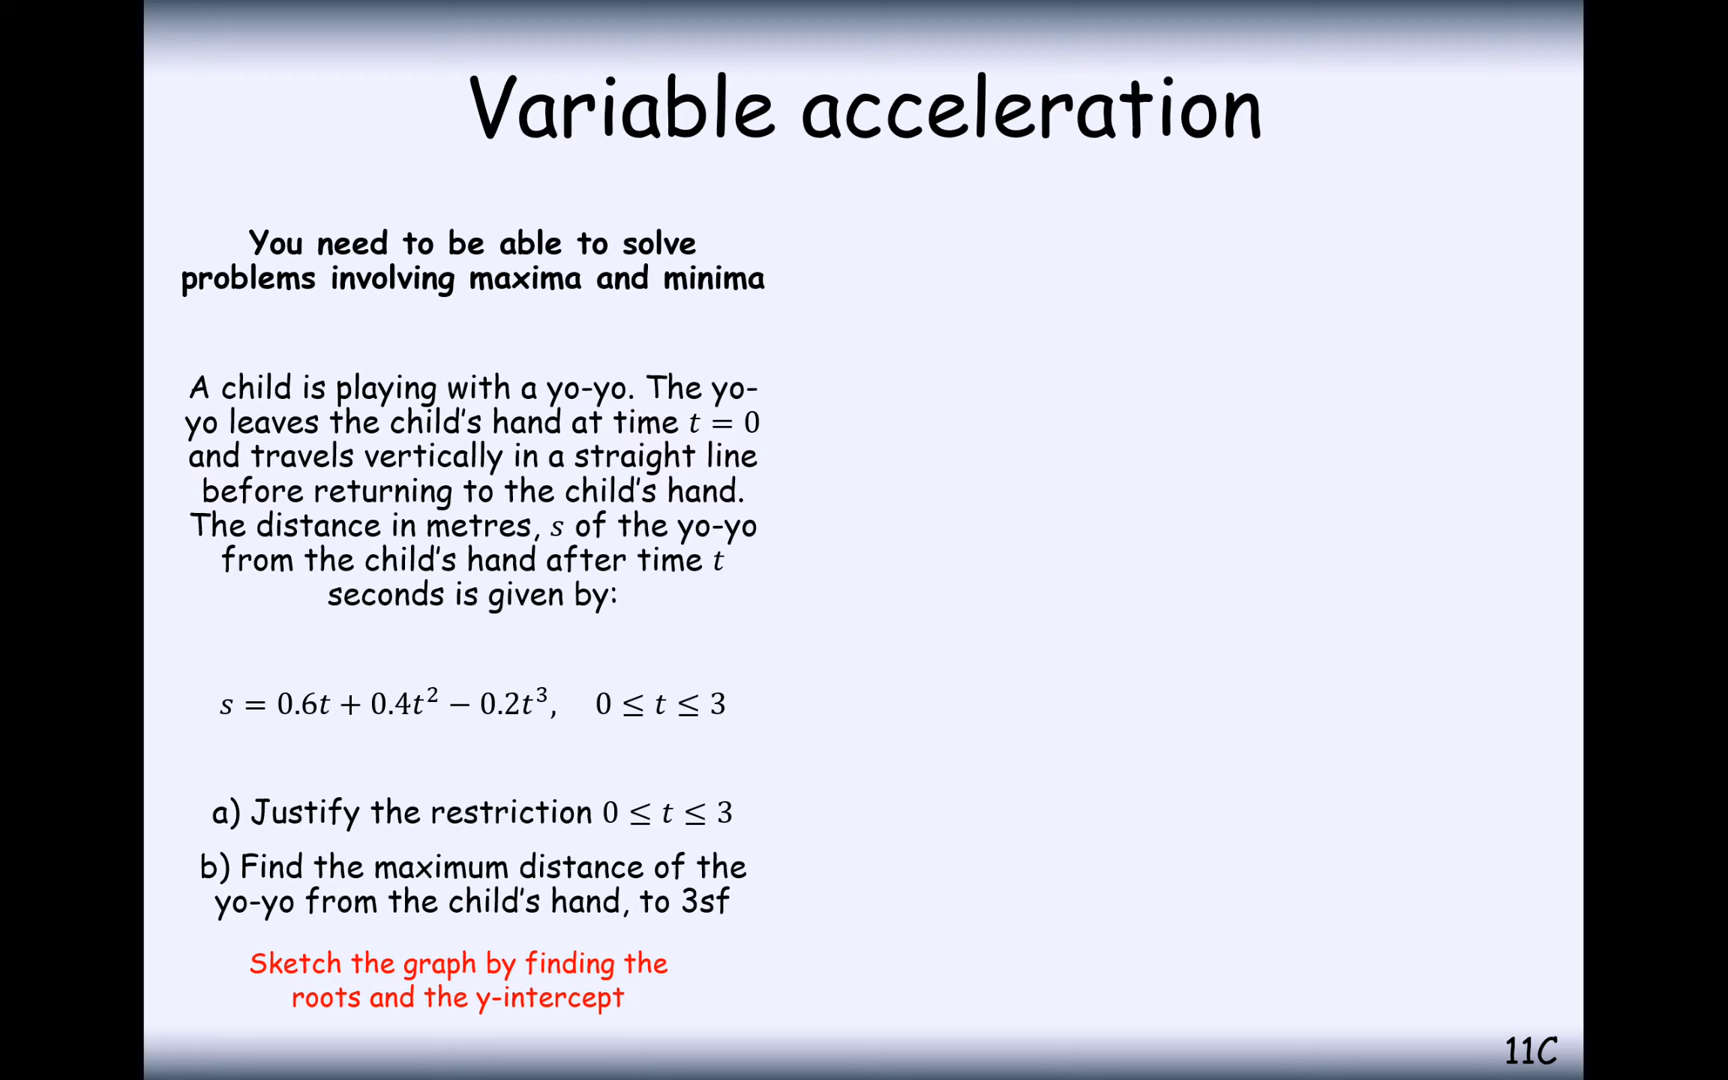 Variable acceleration
You need to be able to solve
problems involving maxima and minima
A child is playing with a yo-yo. The yo-
yo leaves the child's hand at time t = 0
and travels vertically in a straight line
before returning to the child's hand.
The distance in metres, s of the yo-yo
from the child's hand after time t
seconds is given by:
s = 0.6t + 0.4t² − 0.2t³, 0 ≤ t ≤ 3
a) Justify the restriction 0 ≤ t ≤ 3
b) Find the maximum distance of the
yo-yo from the child's hand, to 3sf
Sketch the graph by finding the
roots and the y-intercept
11C